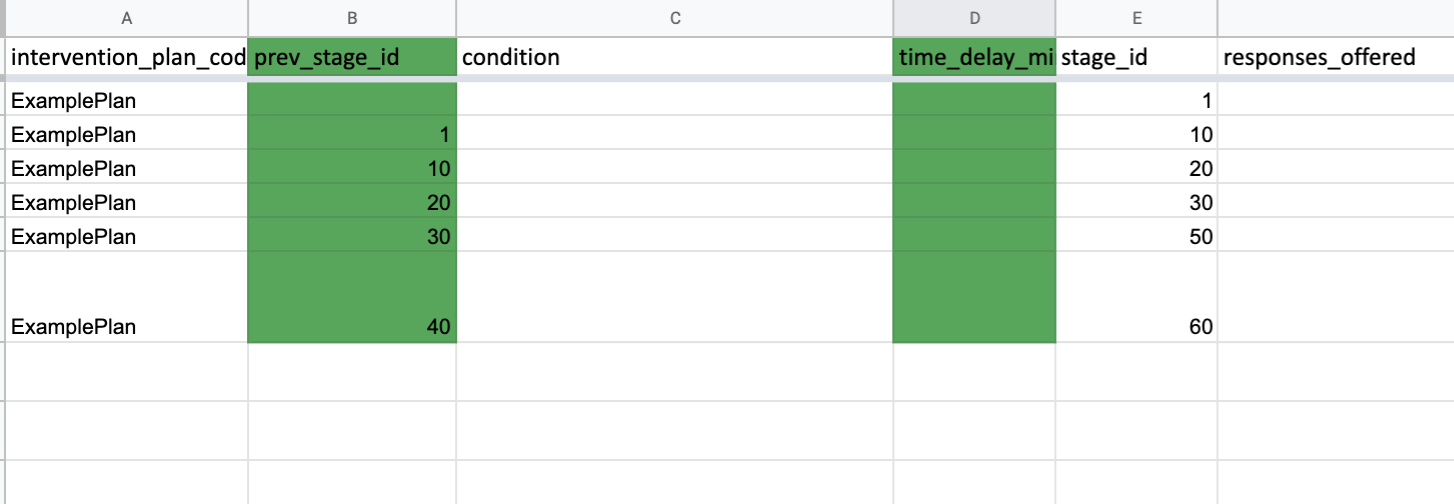 A B C D E
intervention_plan_cod prev_stage_id condition time_delay_mi stage_id responses_offered
ExamplePlan 1
ExamplePlan 1 10
ExamplePlan 10 20
ExamplePlan 20 30
ExamplePlan 30 50
ExamplePlan 40 60